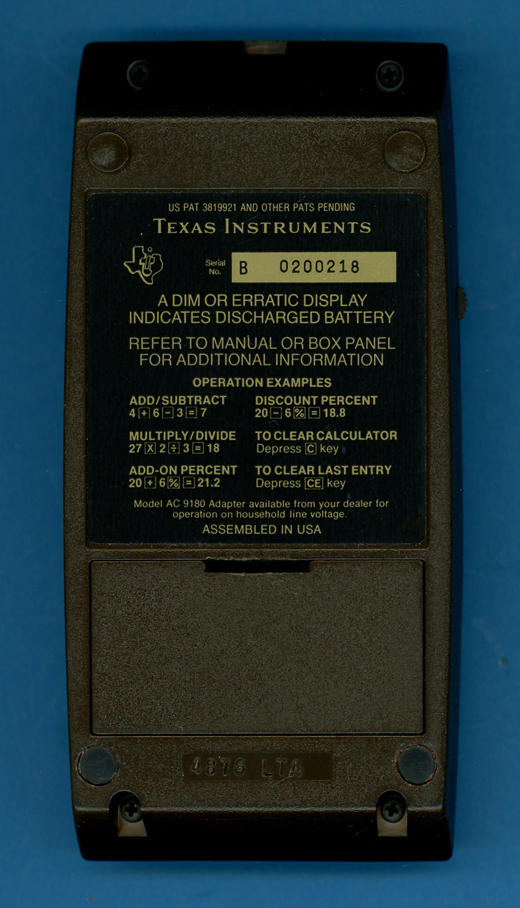 US PAT 3819921 AND OTHER PATS PENDING
TEXAS INSTRUMENTS
Serial No. B 0200218
A DIM OR ERRATIC DISPLAY
INDICATES DISCHARGED BATTERY
REFER TO MANUAL OR BOX PANEL
FOR ADDITIONAL INFORMATION
OPERATION EXAMPLES
ADD/SUBTRACT
4 + 6 − 3 = 7
DISCOUNT PERCENT
20 − 6 % = 18.8
MULTIPLY/DIVIDE
27 X 2 ÷ 3 = 18
TO CLEAR CALCULATOR
Depress C key
ADD-ON PERCENT
20 + 6 % = 21.2
TO CLEAR LAST ENTRY
Depress CE key
Model AC 9180 Adapter available from your dealer for
operation on household line voltage.
ASSEMBLED IN USA
LTA